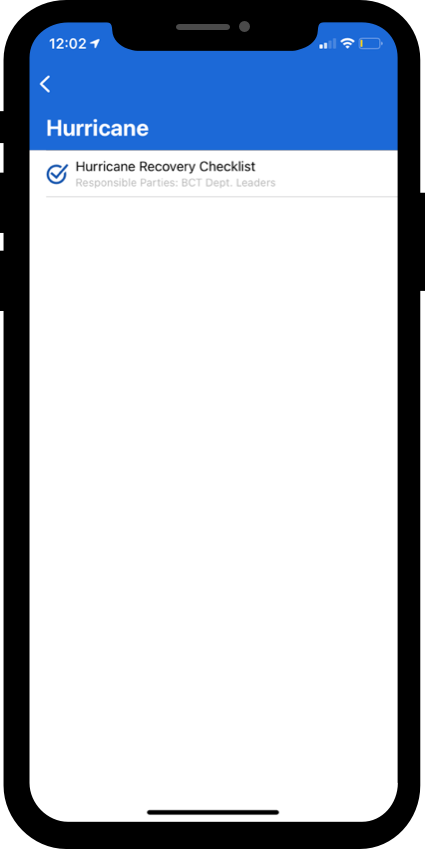 12:02
Hurricane
Hurricane Recovery Checklist
Responsible Parties: BCT Dept. Leaders